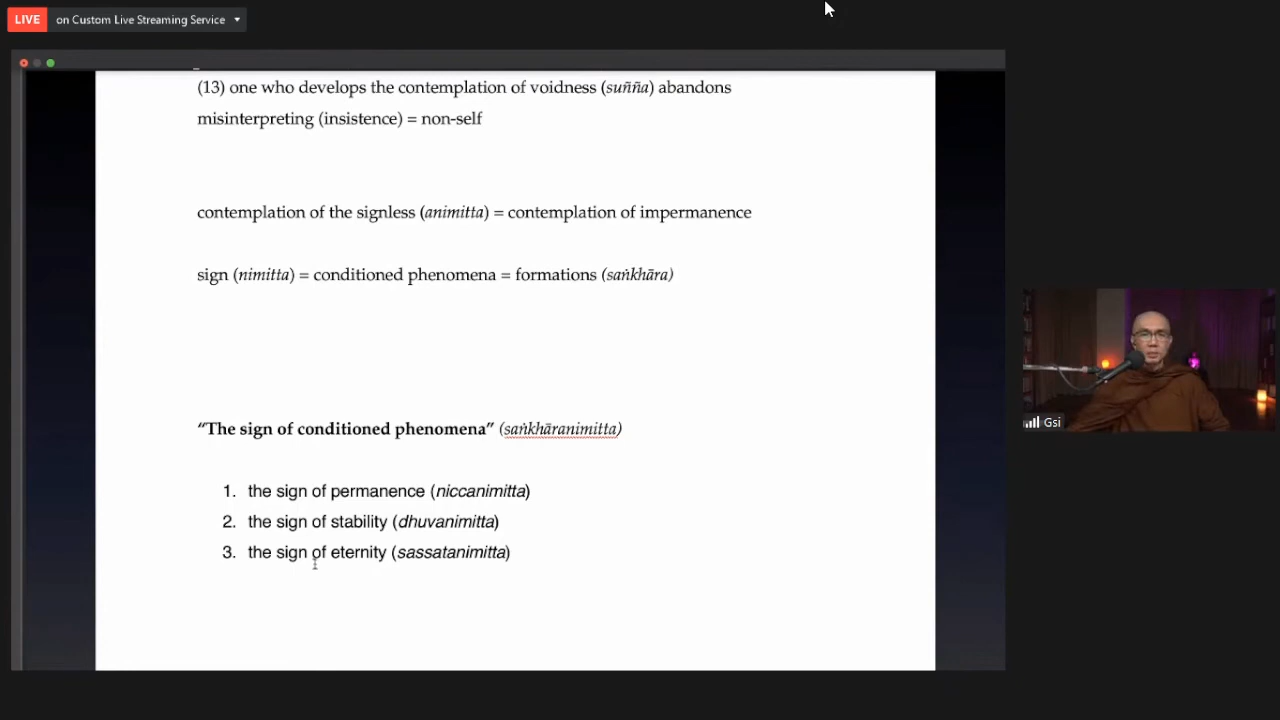 LIVE on Custom Live Streaming Service
(13) one who develops the contemplation of voidness (suñña) abandons
misinterpreting (insistence) = non-self
contemplation of the signless (animitta) = contemplation of impermanence
sign (nimitta) = conditioned phenomena = formations (saṅkhāra)
“The sign of conditioned phenomena” (saṅkhāranimitta)
1. the sign of permanence (niccanimitta)
2. the sign of stability (dhuvanimitta)
3. the sign of eternity (sassatanimitta)
Gsi